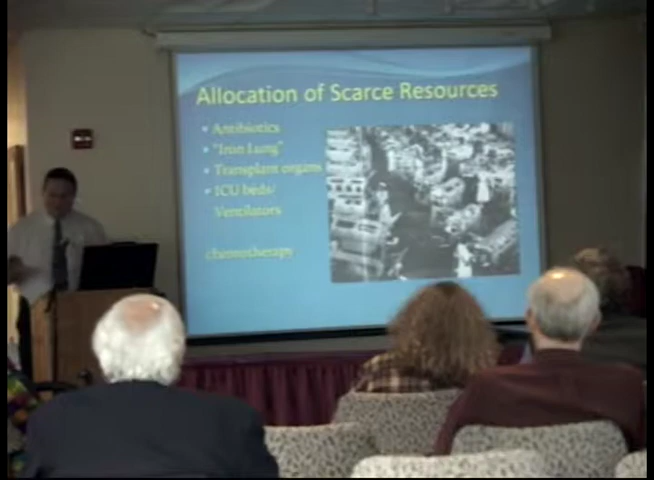 Allocation of Scarce Resources
• Antibiotics
• "Iron Lung"
• Transplant organs
• ICU beds/
Ventilators
chemotherapy